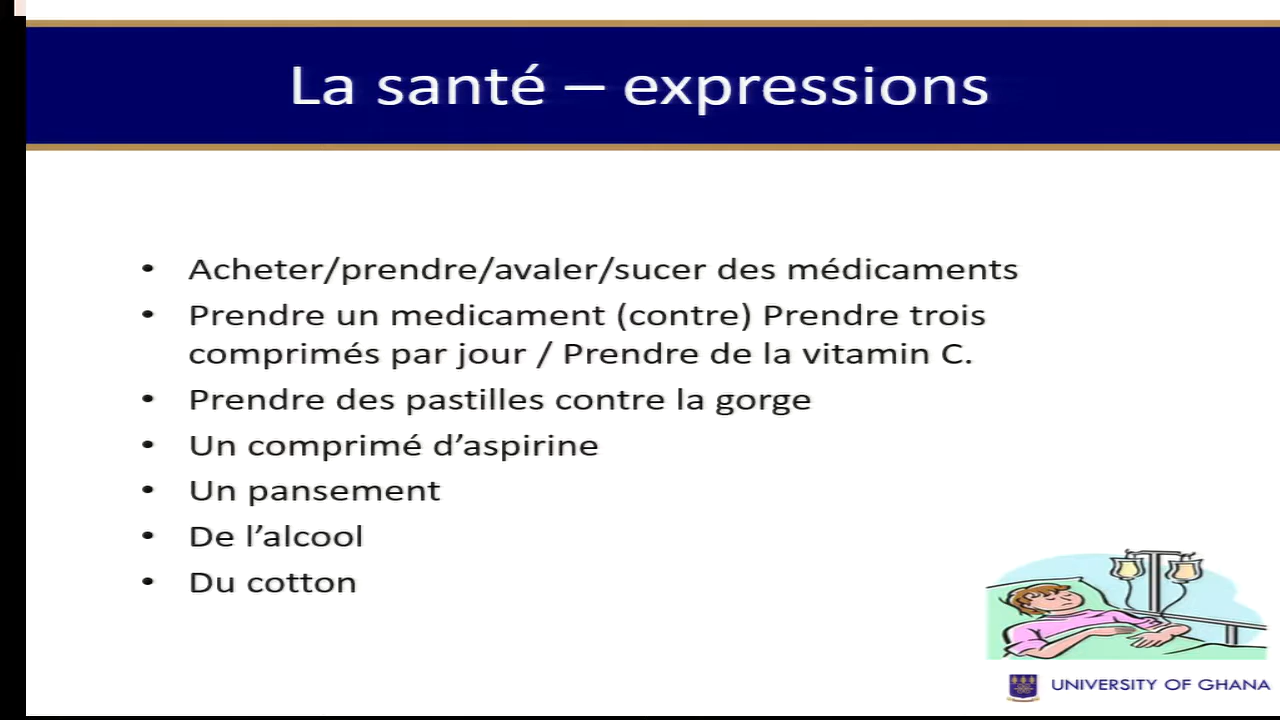 La santé – expressions
• Acheter/prendre/avaler/sucer des médicaments
• Prendre un medicament (contre) Prendre trois
comprimés par jour / Prendre de la vitamin C.
• Prendre des pastilles contre la gorge
• Un comprimé d’aspirine
• Un pansement
• De l’alcool
• Du cotton
UNIVERSITY OF GHANA